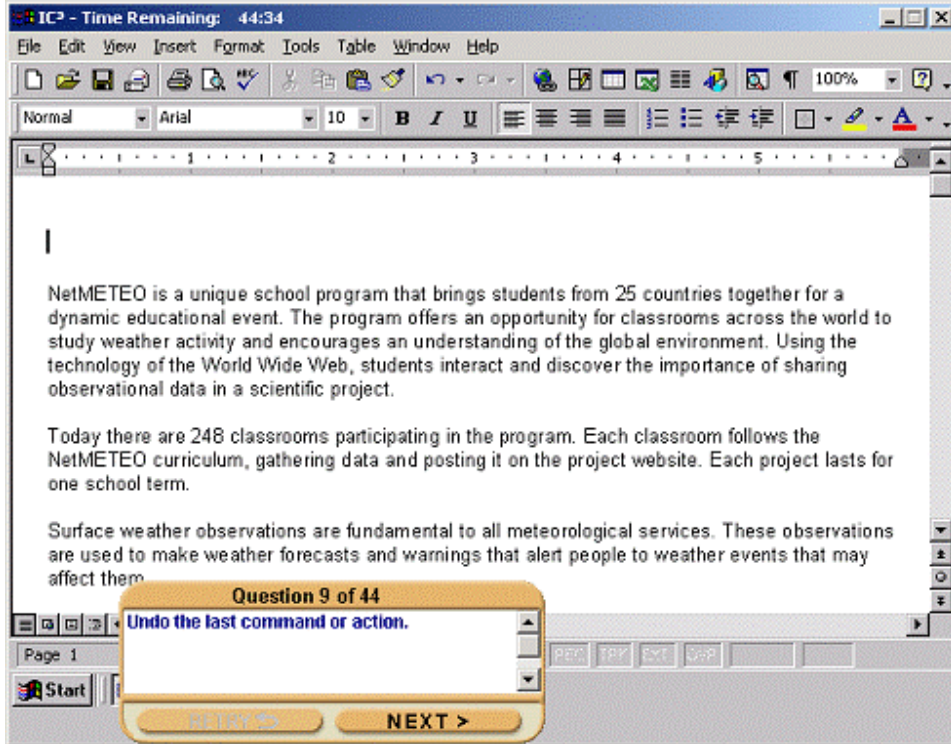 IC³ - Time Remaining: 44:34
File Edit View Insert Format Tools Table Window Help
100%
Normal Arial 10 B I U A
1 2 3 4 5
NetMETEO is a unique school program that brings students from 25 countries together for a
dynamic educational event. The program offers an opportunity for classrooms across the world to
study weather activity and encourages an understanding of the global environment. Using the
technology of the World Wide Web, students interact and discover the importance of sharing
observational data in a scientific project.
Today there are 248 classrooms participating in the program. Each classroom follows the
NetMETEO curriculum, gathering data and posting it on the project website. Each project lasts for
one school term.
Surface weather observations are fundamental to all meteorological services. These observations
are used to make weather forecasts and warnings that alert people to weather events that may
affect them
Question 9 of 44
Undo the last command or action.
Page 1 REC TRK EXT OVR
Start
RETRY NEXT >